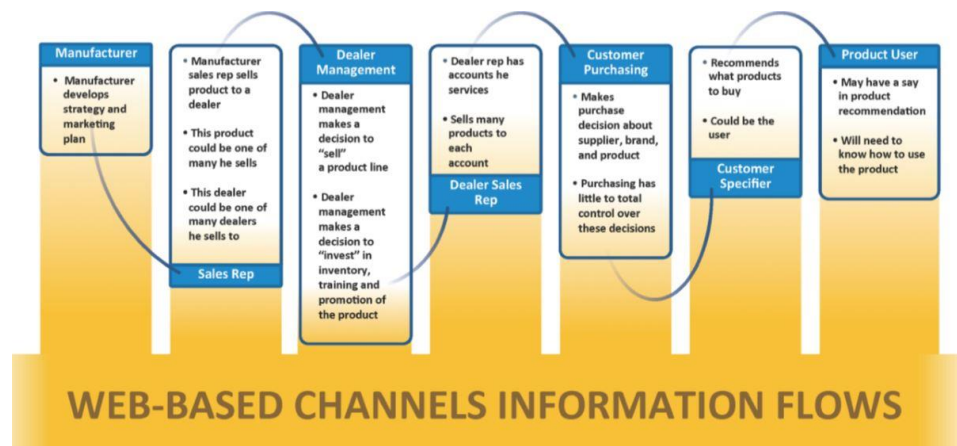 Manufacturer
• Manufacturer
develops
strategy and
marketing
plan
• Manufacturer
sales rep sells
product to a
dealer
• This product
could be one of
many he sells
• This dealer
could be one of
many dealers
he sells to
Sales Rep
Dealer
Management
• Dealer
management
makes a
decision to
"sell"
a product line
• Dealer
management
makes a
decision to
"invest" in
inventory,
training and
promotion of
the product
• Dealer rep has
accounts he
services
• Sells many
products to
each
account
Dealer Sales
Rep
Customer
Purchasing
• Makes
purchase
decision about
supplier, brand,
and product
• Purchasing has
little to total
control over
these decisions
• Recommends
what products
to buy
• Could be the
user
Customer
Specifier
Product User
• May have a say
in product
recommendation
• Will need to
know how to use
the product
WEB-BASED CHANNELS INFORMATION FLOWS